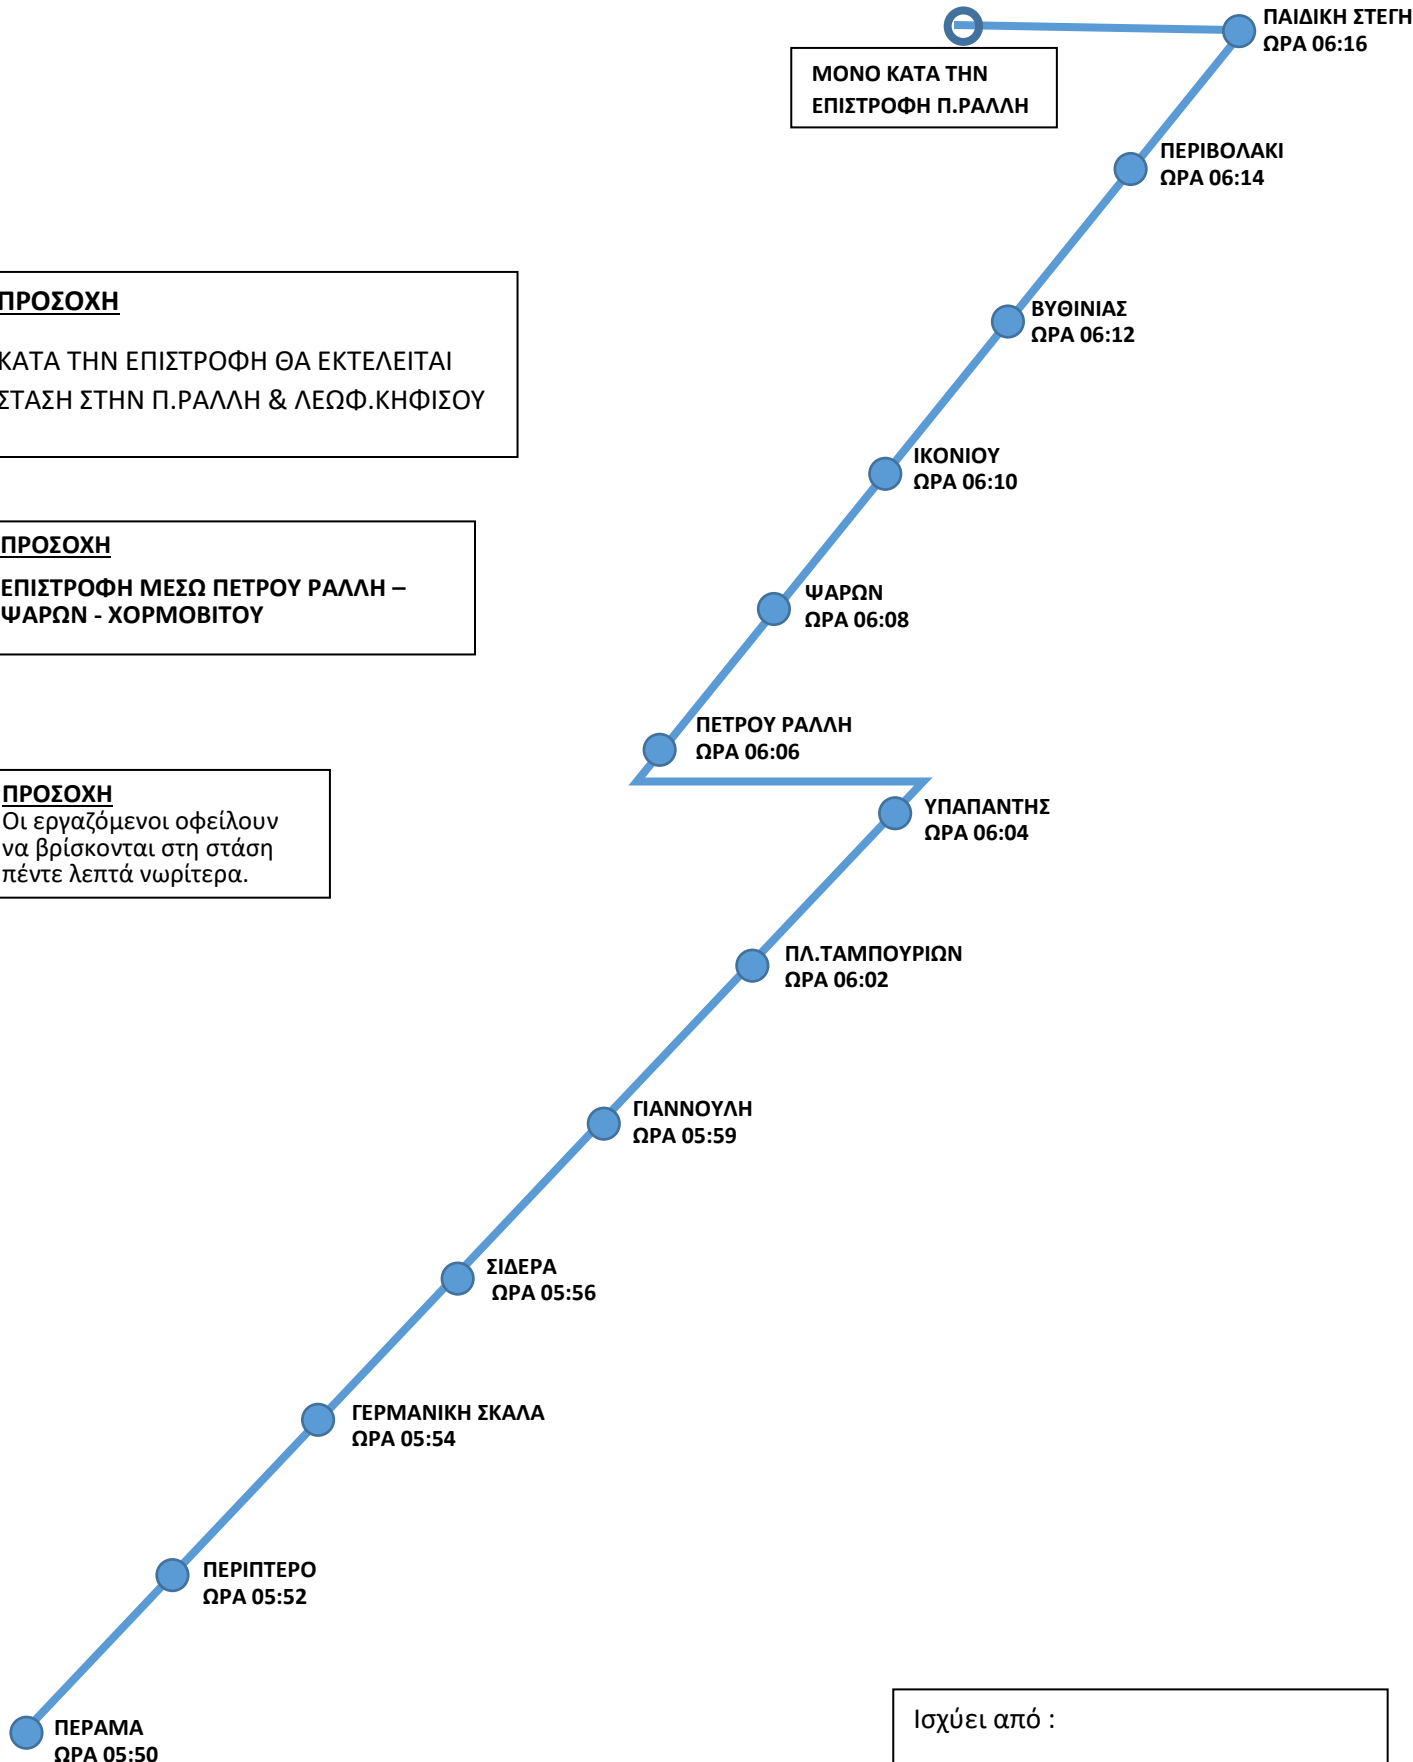 ΠΑΙΔΙΚΗ ΣΤΕΓΗ
ΩΡΑ 06:16
ΜΟΝΟ ΚΑΤΑ ΤΗΝ
ΕΠΙΣΤΡΟΦΗ Π.ΡΑΛΛΗ
ΠΕΡΙΒΟΛΑΚΙ
ΩΡΑ 06:14
ΠΡΟΣΟΧΗ
ΚΑΤΑ ΤΗΝ ΕΠΙΣΤΡΟΦΗ ΘΑ ΕΚΤΕΛΕΙΤΑΙ
ΣΤΑΣΗ ΣΤΗΝ Π.ΡΑΛΛΗ & ΛΕΩΦ.ΚΗΦΙΣΟΥ
ΒΥΘΙΝΙΑΣ
ΩΡΑ 06:12
ΙΚΟΝΙΟΥ
ΩΡΑ 06:10
ΠΡΟΣΟΧΗ
ΕΠΙΣΤΡΟΦΗ ΜΕΣΩ ΠΕΤΡΟΥ ΡΑΛΛΗ –
ΨΑΡΩΝ - ΧΟΡΜΟΒΙΤΟΥ
ΨΑΡΩΝ
ΩΡΑ 06:08
ΠΕΤΡΟΥ ΡΑΛΛΗ
ΩΡΑ 06:06
ΠΡΟΣΟΧΗ
Οι εργαζόμενοι οφείλουν
να βρίσκονται στη στάση
πέντε λεπτά νωρίτερα.
ΥΠΑΠΑΝΤΗΣ
ΩΡΑ 06:04
ΠΛ.ΤΑΜΠΟΥΡΙΩΝ
ΩΡΑ 06:02
ΓΙΑΝΝΟΥΛΗ
ΩΡΑ 05:59
ΣΙΔΕΡΑ
ΩΡΑ 05:56
ΓΕΡΜΑΝΙΚΗ ΣΚΑΛΑ
ΩΡΑ 05:54
ΠΕΡΙΠΤΕΡΟ
ΩΡΑ 05:52
ΠΕΡΑΜΑ
ΩΡΑ 05:50
Ισχύει από :